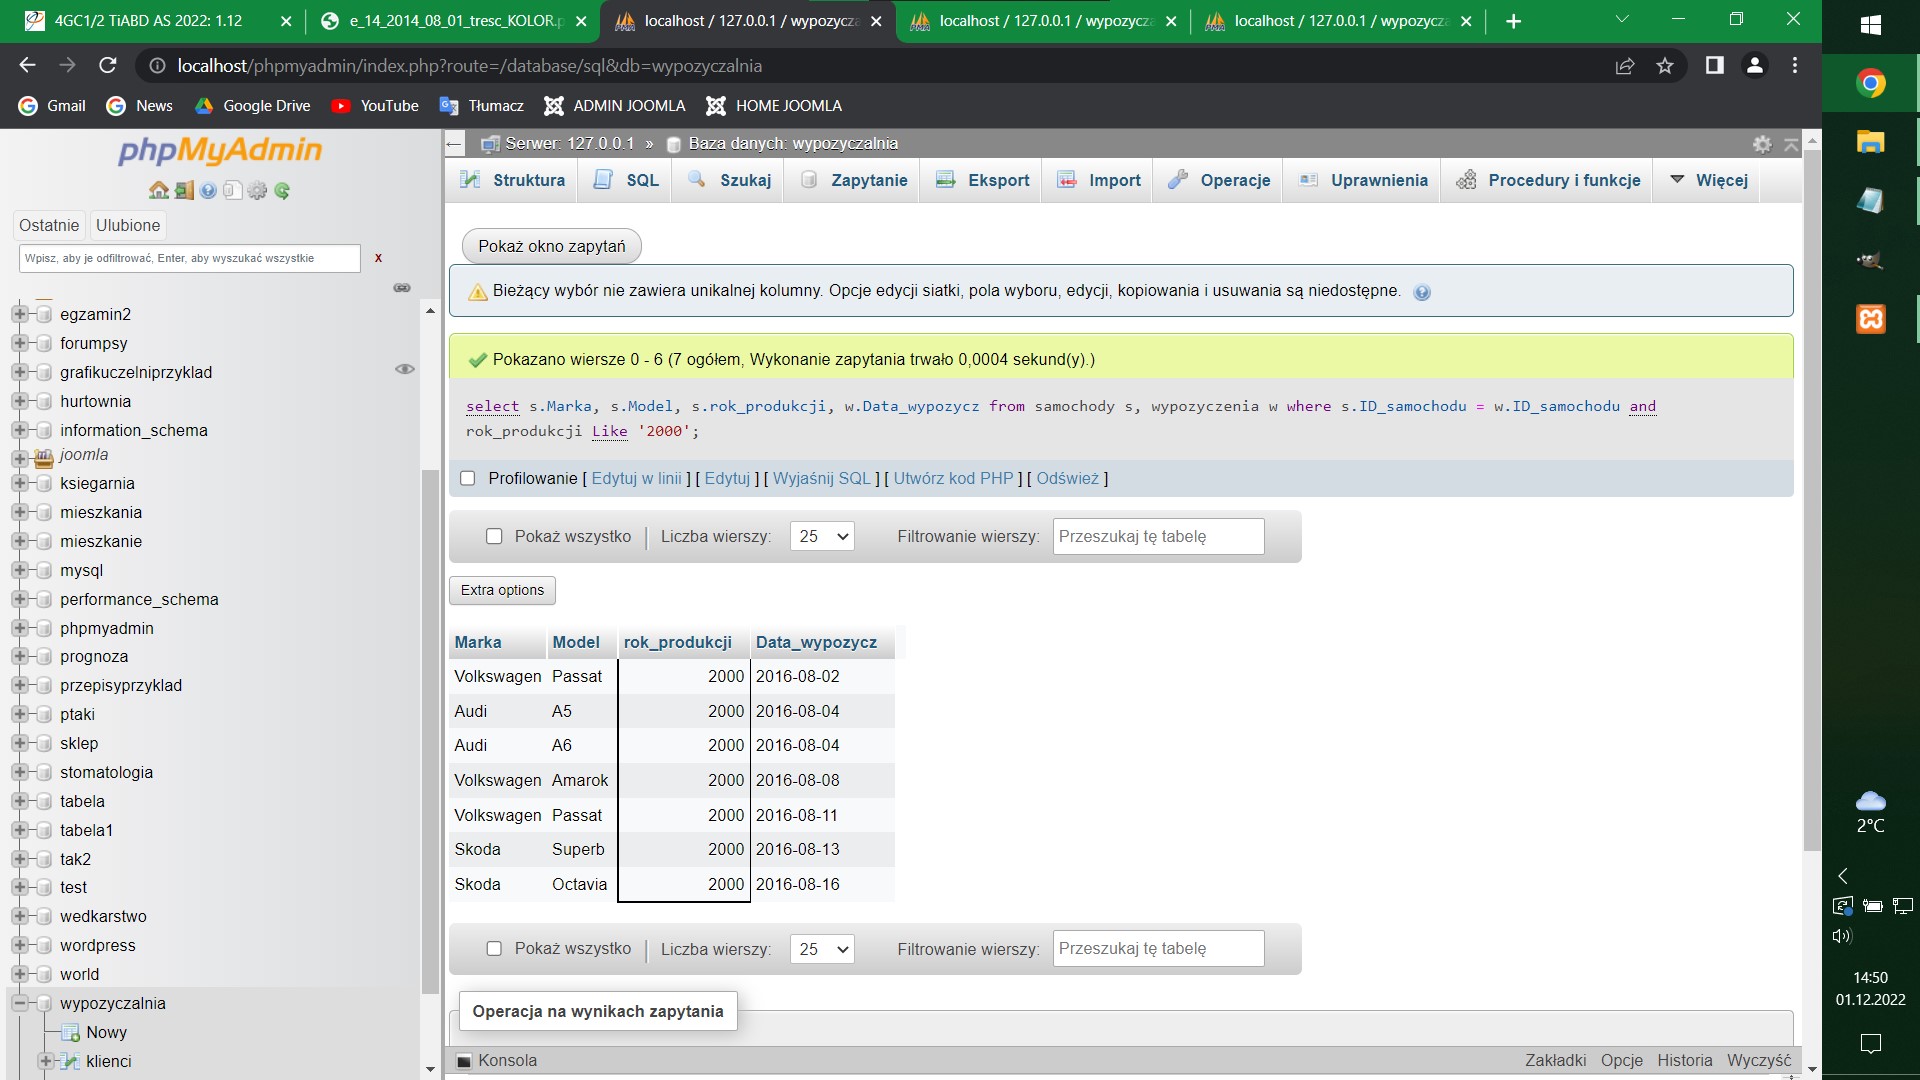 4GC1/2 TiABD AS 2022: 1.12
e_14_2014_08_01_tresc_KOLOR.p
localhost / 127.0.0.1 / wypozycza
localhost / 127.0.0.1 / wypozycza
localhost / 127.0.0.1 / wypozycza
localhost/phpmyadmin/index.php?route=/database/sql&db=wypozyczalnia
Gmail
News
Google Drive
YouTube
Tłumacz
ADMIN JOOMLA
HOME JOOMLA
phpMyAdmin
Ostatnie
Ulubione
Wpisz, aby je odfiltrować, Enter, aby wyszukać wszystkie
X
egzamin2
forumpsy
grafikuczelniprzyklad
hurtownia
information_schema
joomla
ksiegarnia
mieszkania
mieszkanie
mysql
performance_schema
phpmyadmin
prognoza
przepisyprzyklad
ptaki
sklep
stomatologia
tabela
tabela1
tak2
test
wedkarstwo
wordpress
world
wypozyczalnia
Nowy
klienci
Serwer: 127.0.0.1 » Baza danych: wypozyczalnia
Struktura
SQL
Szukaj
Zapytanie
Eksport
Import
Operacje
Uprawnienia
Procedury i funkcje
Więcej
Pokaż okno zapytań
Bieżący wybór nie zawiera unikalnej kolumny. Opcje edycji siatki, pola wyboru, edycji, kopiowania i usuwania są niedostępne.
Pokazano wiersze 0 - 6 (7 ogółem, Wykonanie zapytania trwało 0,0004 sekund(y).)
select s.Marka, s.Model, s.rok_produkcji, w.Data_wypozycz from samochody s, wypozyczenia w where s.ID_samochodu = w.ID_samochodu and
rok_produkcji Like '2000';
Profilowanie [ Edytuj w linii ] [ Edytuj ] [ Wyjaśnij SQL ] [ Utwórz kod PHP ] [ Odśwież ]
Pokaż wszystko | Liczba wierszy: 25 Filtrowanie wierszy: Przeszukaj tę tabelę
Extra options
Marka Model rok_produkcji Data_wypozycz
Volkswagen Passat 2000 2016-08-02
Audi A5 2000 2016-08-04
Audi A6 2000 2016-08-04
Volkswagen Amarok 2000 2016-08-08
Volkswagen Passat 2000 2016-08-11
Skoda Superb 2000 2016-08-13
Skoda Octavia 2000 2016-08-16
Pokaż wszystko | Liczba wierszy: 25 Filtrowanie wierszy: Przeszukaj tę tabelę
Operacja na wynikach zapytania
Konsola
Zakładki Opcje Historia Wyczyść
2°C
14:50
01.12.2022